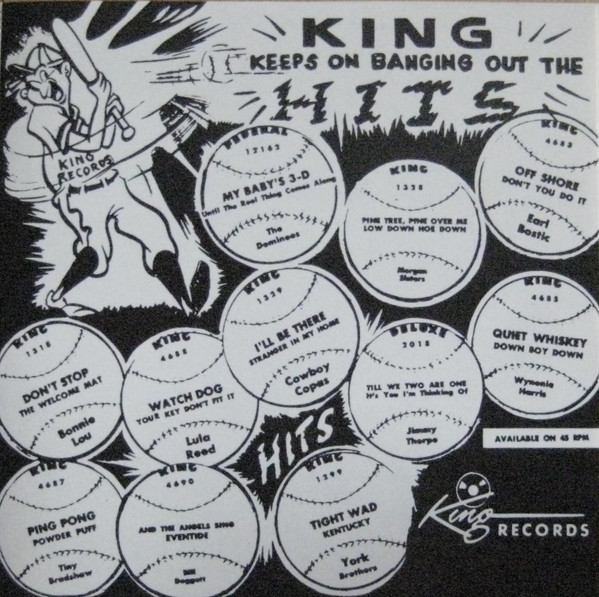 KING
KEEPS ON BANGING OUT THE
HITS
KING
RECORDS
FEDERAL
12162
MY BABY'S 3-D
Until The Real Thing Comes Along
The
Dominoes
KING
1328
PINE TREE, PINE OVER ME
LOW DOWN HOE DOWN
Morgan
Sisters
KING
4683
OFF SHORE
DON'T YOU DO IT
Earl
Bostic
KING
1318
DON'T STOP
THE WELCOME MAT
Bonnie
Lou
KING
4688
WATCH DOG
YOUR KEY DON'T FIT IT
Lula
Reed
KING
1329
I'LL BE THERE
STRANGER IN MY HOME
Cowboy
Copas
DELUXE
2018
TILL WE TWO ARE ONE
It's You I'm Thinking Of
Jimmy
Thorpe
KING
4685
QUIET WHISKEY
DOWN BOY DOWN
Wynonie
Harris
AVAILABLE ON 45 RPM
HITS
KING
4687
PING PONG
POWDER PUFF
Tiny
Bradshaw
KING
4690
AND THE ANGELS SING
EVENTIDE
Bill
Doggett
KING
1299
TIGHT WAD
KENTUCKY
York
Brothers
King
RECORDS